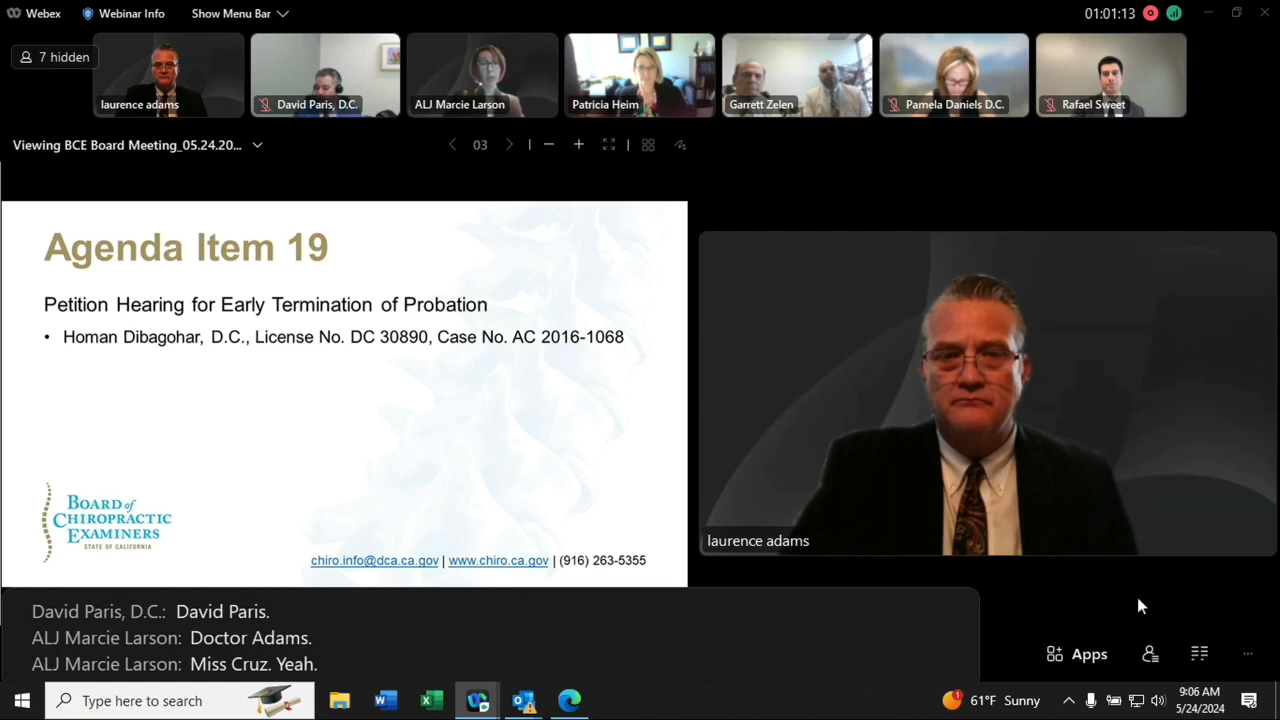 Webex
Webinar Info
Show Menu Bar
01:01:13
7 hidden
laurence adams
David Paris, D.C.
ALJ Marcie Larson
Patricia Heim
Garrett Zelen
Pamela Daniels D.C.
Rafael Sweet
Viewing BCE Board Meeting_05.24.20...
03
Agenda Item 19
Petition Hearing for Early Termination of Probation
• Homan Dibagohar, D.C., License No. DC 30890, Case No. AC 2016-1068
BOARD of
CHIROPRACTIC
EXAMINERS
STATE OF CALIFORNIA
chiro.info@dca.ca.gov | www.chiro.ca.gov | (916) 263-5355
laurence adams
David Paris, D.C.: David Paris.
ALJ Marcie Larson: Doctor Adams.
ALJ Marcie Larson: Miss Cruz. Yeah.
Apps
Type here to search
1
61°F Sunny
9:06 AM
5/24/2024